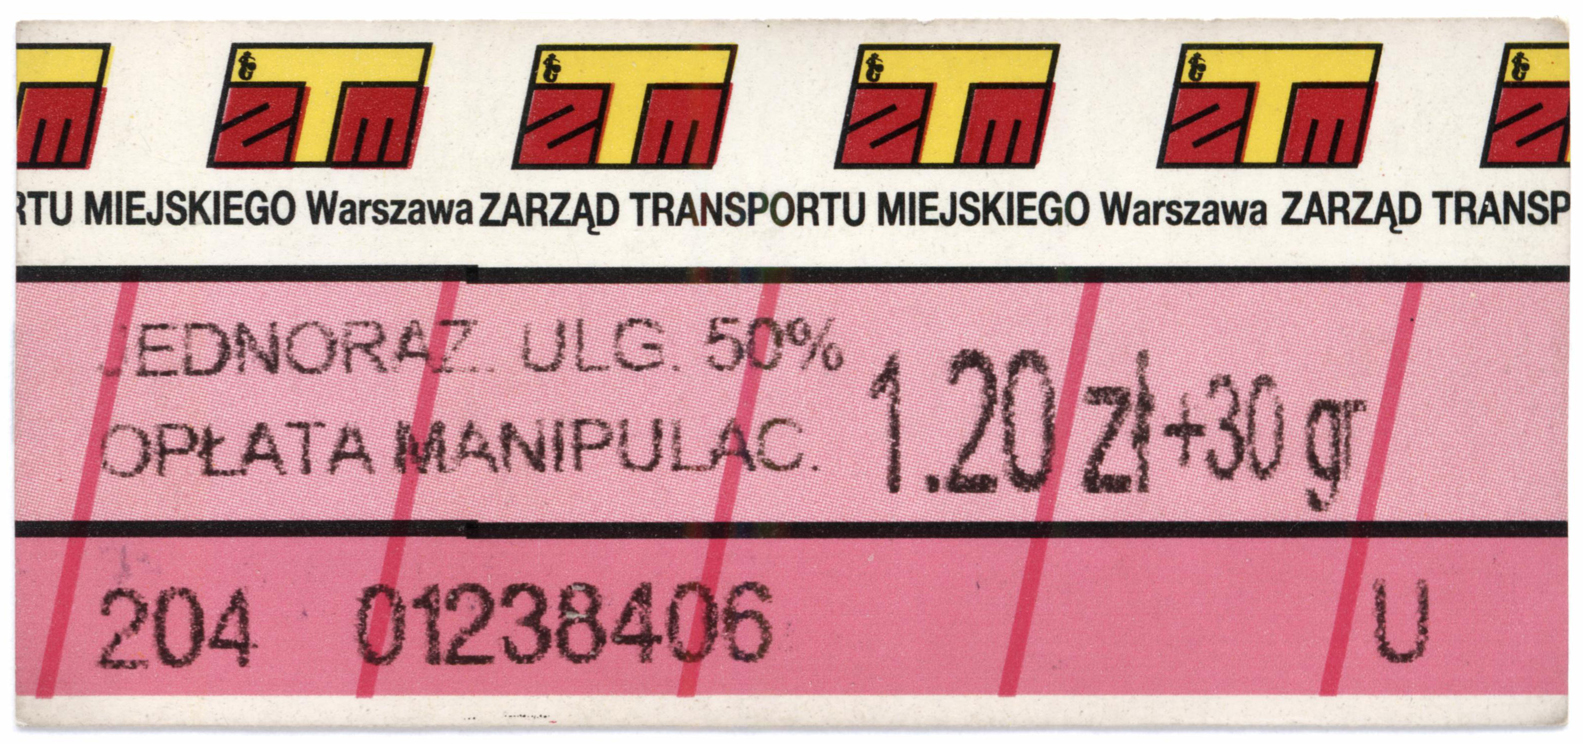 ZTM ZTM ZTM ZTM
RTU MIEJSKIEGO Warszawa ZARZĄD TRANSPORTU MIEJSKIEGO Warszawa ZARZĄD TRANSP
JEDNORAZ. ULG. 50%
OPŁATA MANIPULAC.
1.20 zł+30 gr
204 01238406 U